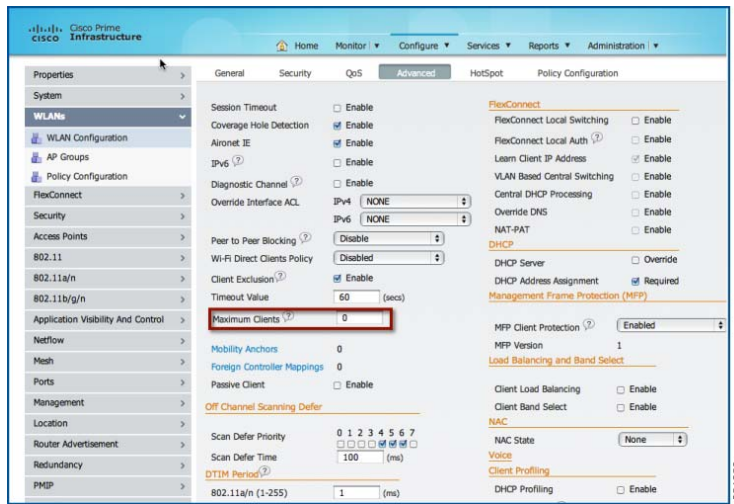 Cisco Prime
CISCO Infrastructure
Home Monitor Configure Services Reports Administration
Properties
System
WLANs
WLAN Configuration
AP Groups
Policy Configuration
FlexConnect
Security
Access Points
802.11
802.11a/n
802.11b/g/n
Application Visibility And Control
Netflow
Mesh
Ports
Management
Location
Router Advertisement
Redundancy
PMIP
General Security QoS Advanced HotSpot Policy Configuration
Session Timeout Enable
Coverage Hole Detection Enable
Aironet IE Enable
IPv6 ? Enable
Diagnostic Channel ? Enable
Override Interface ACL IPv4 NONE
IPv6 NONE
Peer to Peer Blocking ? Disable
Wi-Fi Direct Clients Policy Disabled
Client Exclusion ? Enable
Timeout Value 60 (secs)
Maximum Clients ? 0
Mobility Anchors 0
Foreign Controller Mappings 0
Passive Client Enable
Off Channel Scanning Defer
0 1 2 3 4 5 6 7
Scan Defer Priority
Scan Defer Time 100 (ms)
DTIM Period ?
802.11a/n (1-255) 1 (ms)
FlexConnect
FlexConnect Local Switching Enable
FlexConnect Local Auth ? Enable
Learn Client IP Address Enable
VLAN Based Central Switching Enable
Central DHCP Processing Enable
Override DNS Enable
NAT-PAT Enable
DHCP
DHCP Server Override
DHCP Address Assignment Required
Management Frame Protection (MFP)
MFP Client Protection ? Enabled
MFP Version 1
Load Balancing and Band Select
Client Load Balancing Enable
Client Band Select Enable
NAC
NAC State None
Voice
Client Profiling
DHCP Profiling Enable